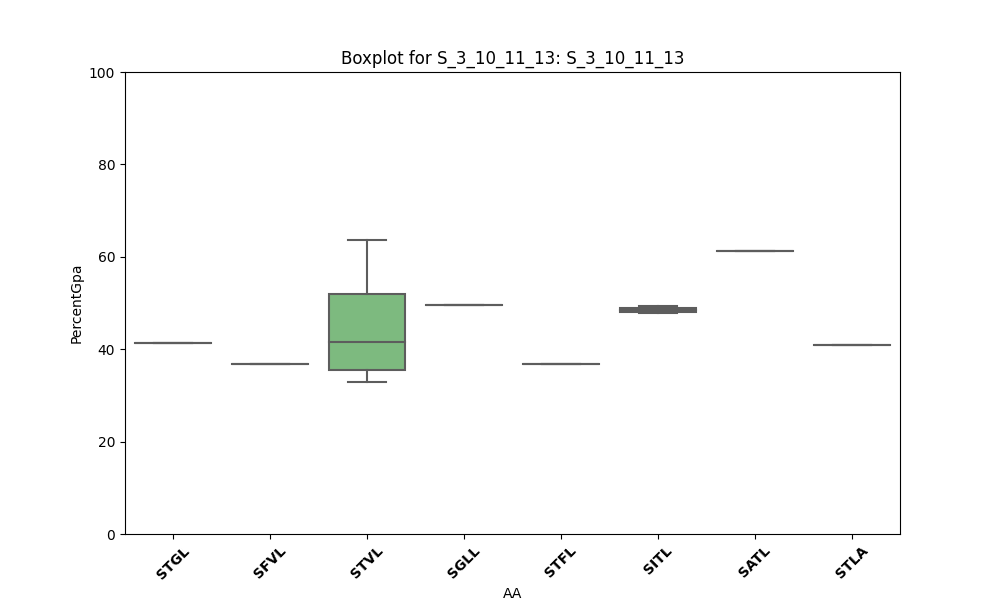 Boxplot for S_3_10_11_13: S_3_10_11_13
100
80
60
40
20
0
PercentGpa
STGL
SFVL
STVL
SGLL
STFL
SITL
SATL
STLA
AA